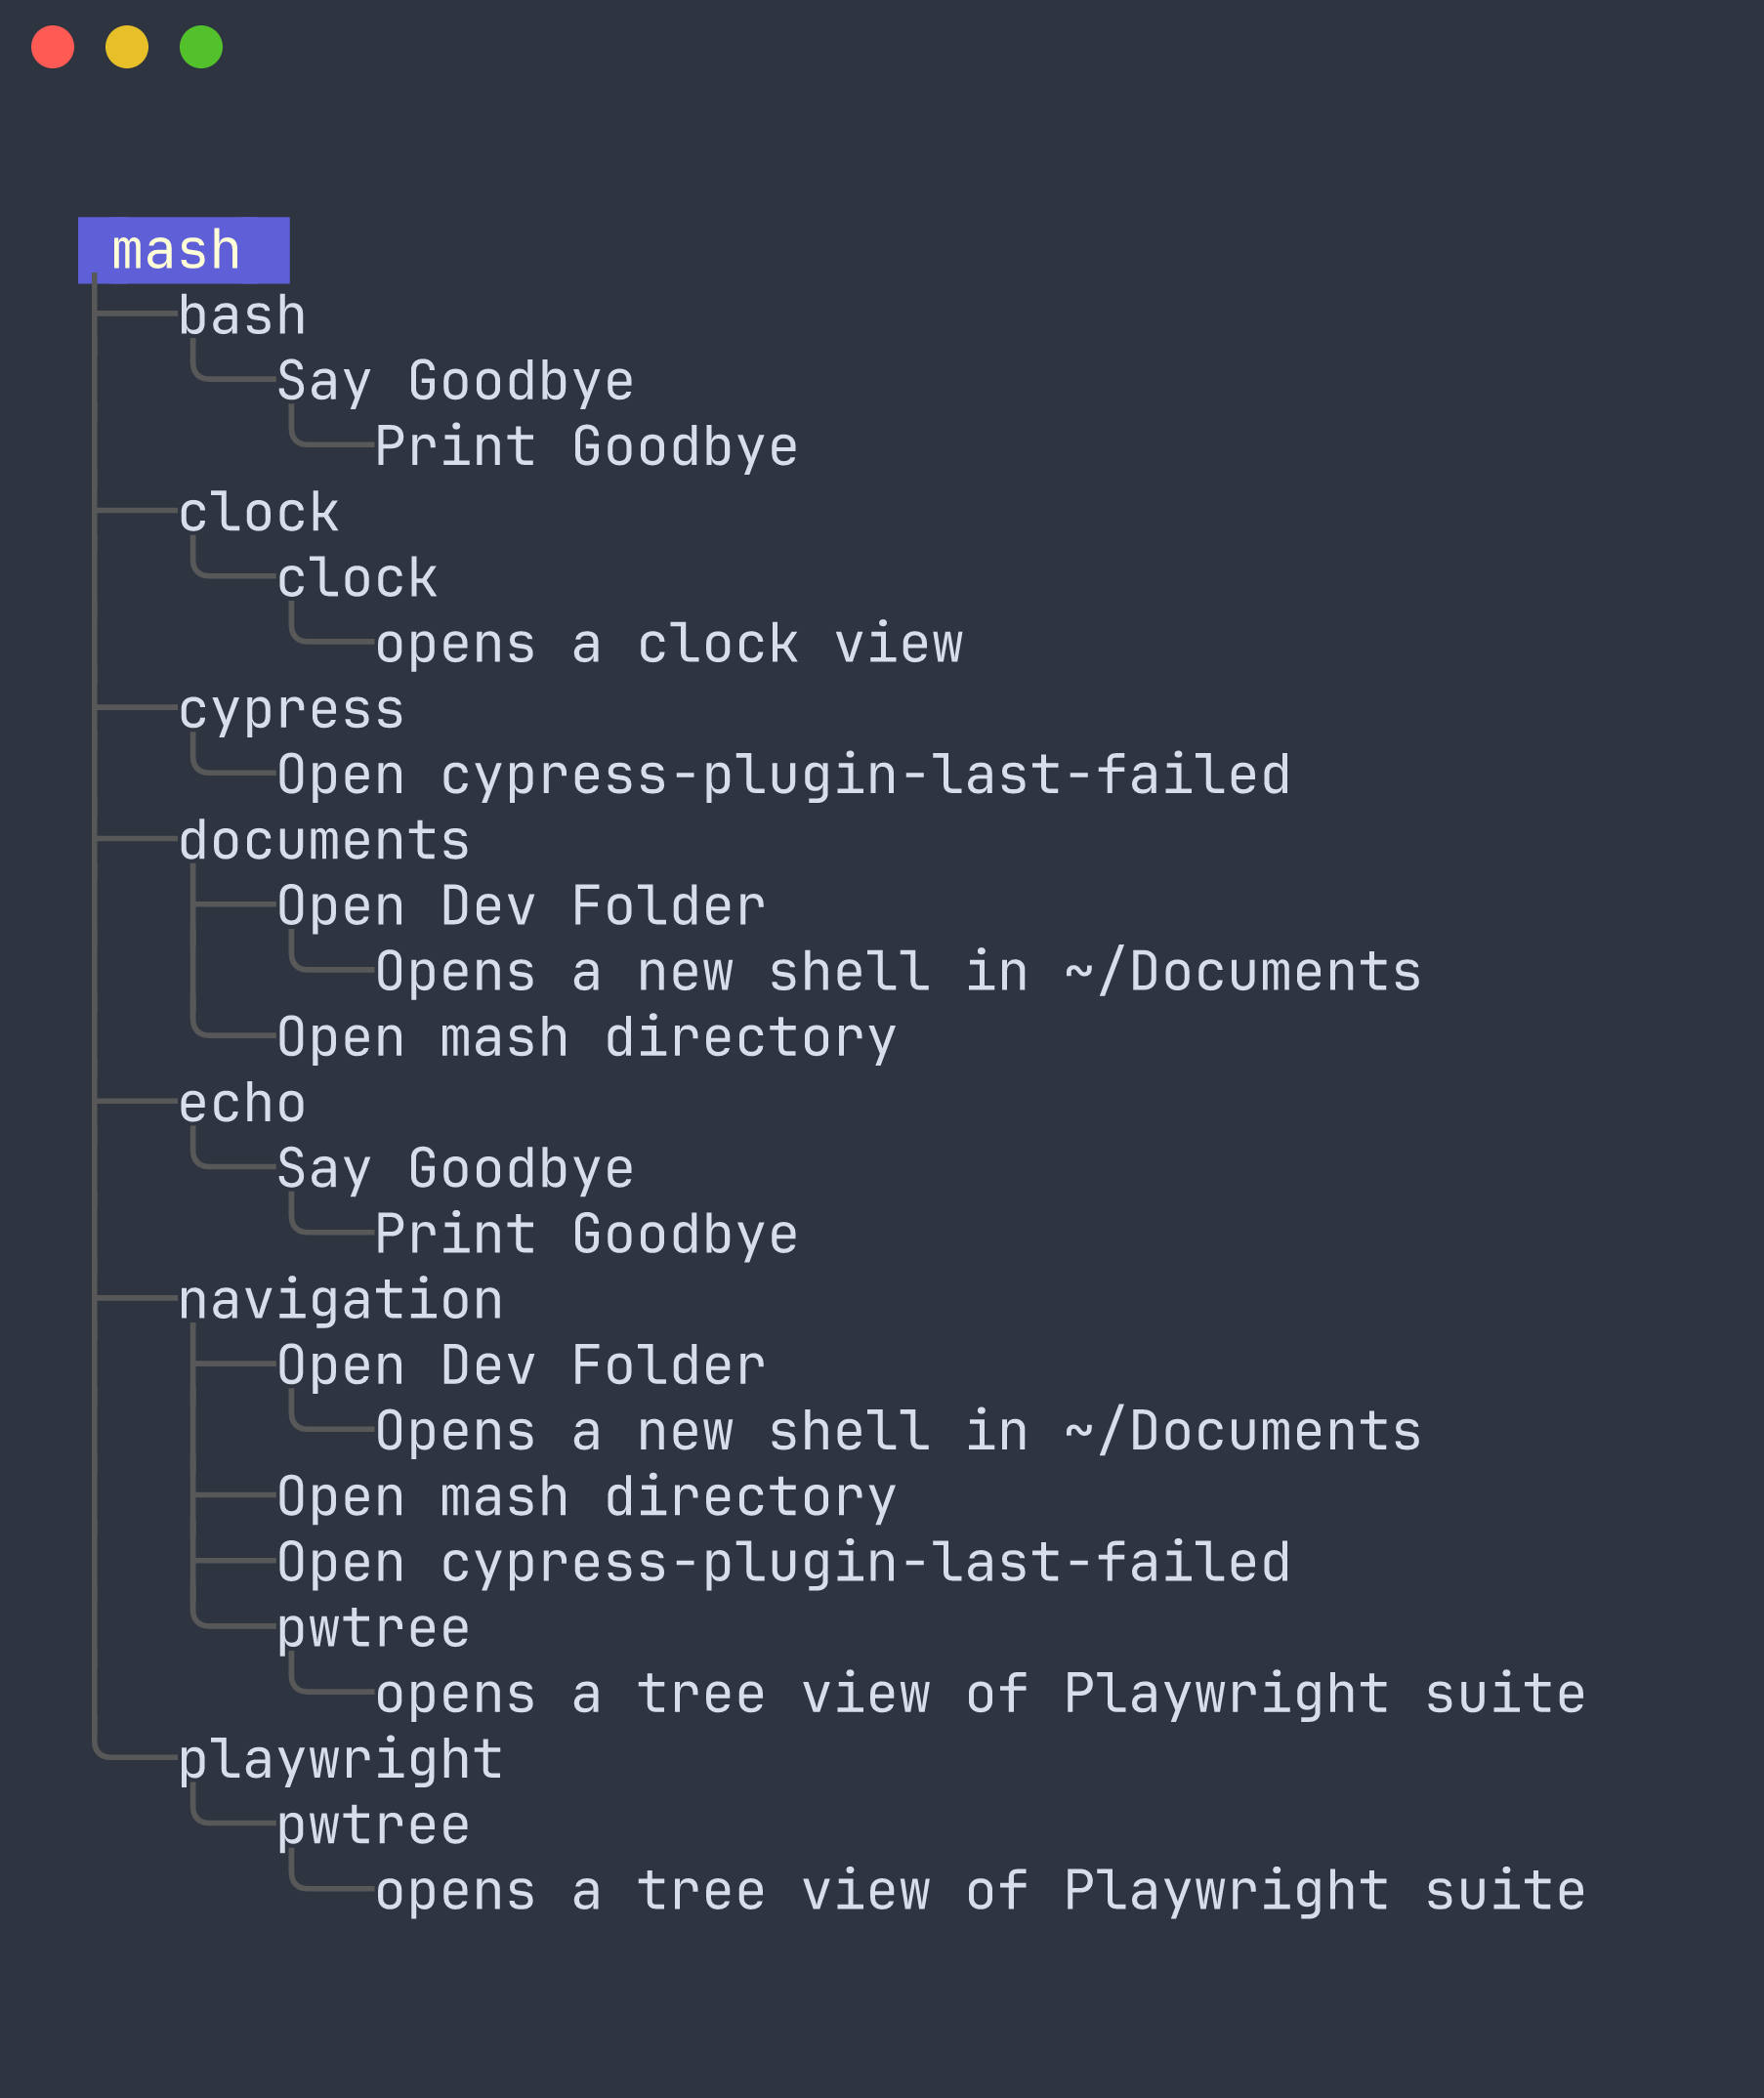 mash
bash
Say Goodbye
Print Goodbye
clock
clock
opens a clock view
cypress
Open cypress-plugin-last-failed
documents
Open Dev Folder
Opens a new shell in ~/Documents
Open mash directory
echo
Say Goodbye
Print Goodbye
navigation
Open Dev Folder
Opens a new shell in ~/Documents
Open mash directory
Open cypress-plugin-last-failed
pwtree
opens a tree view of Playwright suite
playwright
pwtree
opens a tree view of Playwright suite